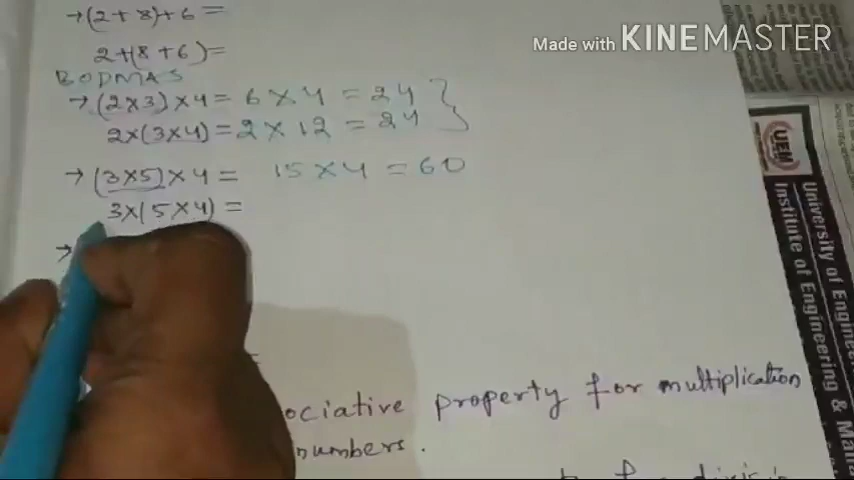 →(2+8)+6=
2+(8+6)=
Made with KINEMASTER
BODMAS
→(2×3)×4= 6×4 = 24
2×(3×4)=2×12 = 24
→(3×5)×4= 15×4 = 60
3×(5×4)=
→
=
ociative property for multiplication
numbers.
UEM
University of Engine
Institute of Engineering & Mana